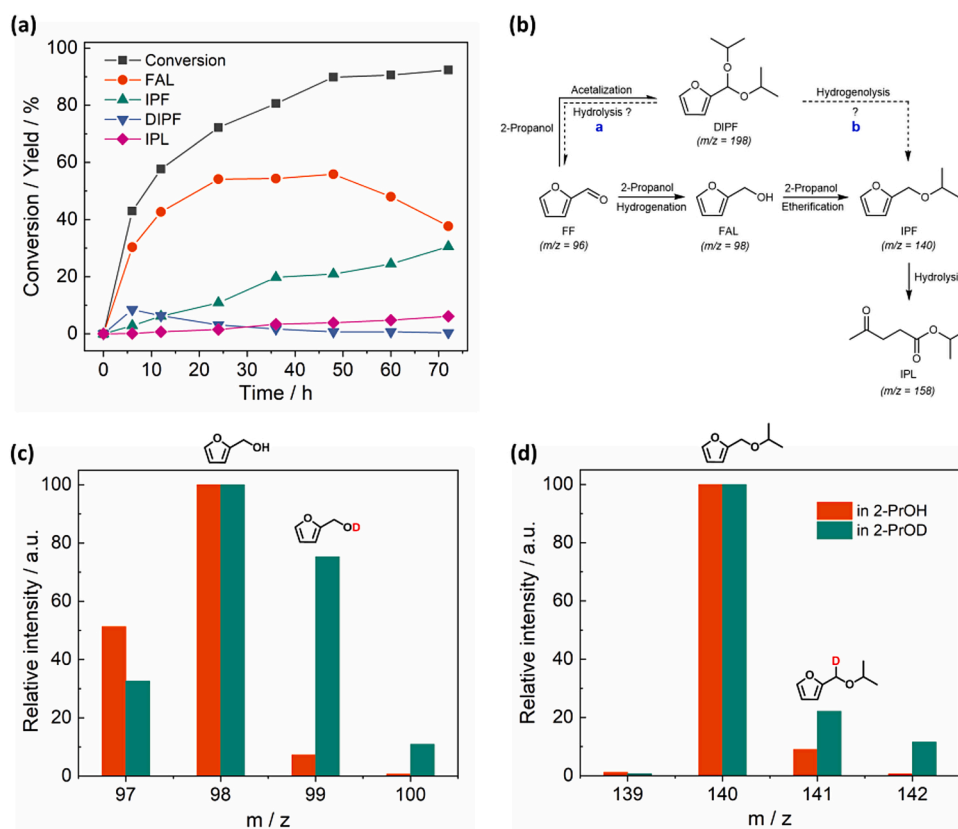 (a)
100
80
60
40
20
0
Conversion / Yield / %
Conversion
FAL
IPF
DIPF
IPL
0 10 20 30 40 50 60 70
Time / h
(b)
O
O
O
DIPF
(m/z = 198)
Acetalization
Hydrolysis ?
a
2-Propanol
Hydrogenolysis
?
b
O
O
FF
(m/z = 96)
2-Propanol
Hydrogenation
O
OH
FAL
(m/z = 98)
2-Propanol
Etherification
O
O
IPF
(m/z = 140)
Hydrolysis
O
O
O
IPL
(m/z = 158)
(c)
O
OH
O
OD
100
80
60
40
20
0
Relative intensity / a.u.
97 98 99 100
m / z
(d)
O
O
in 2-PrOH
in 2-PrOD
D
O
O
100
80
60
40
20
0
Relative intensity / a.u.
139 140 141 142
m / z